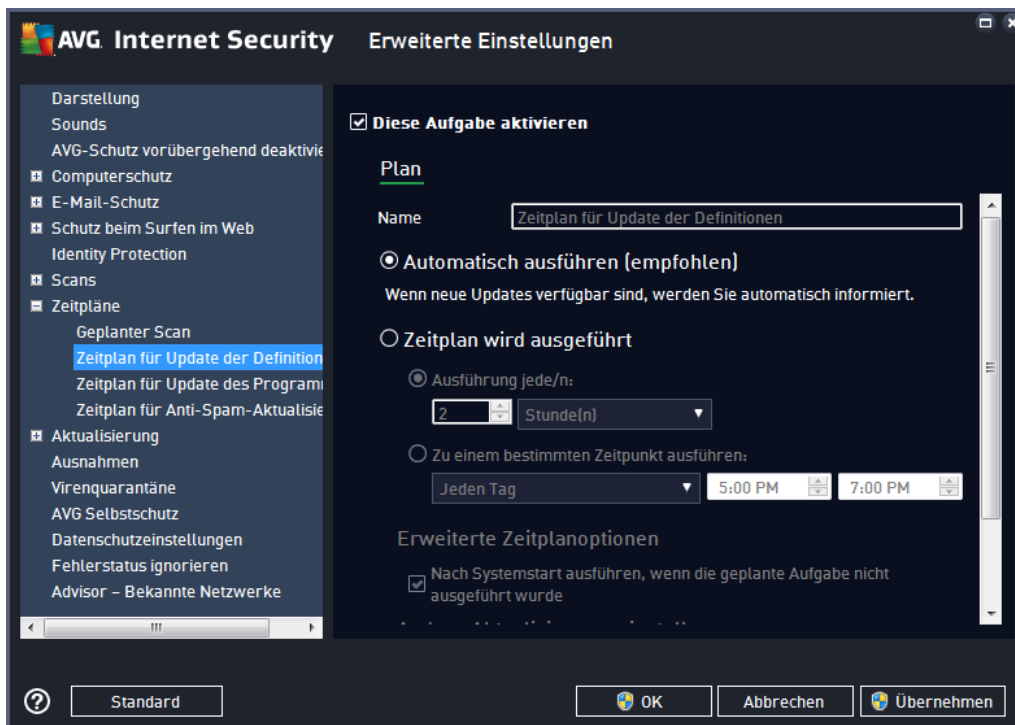 AVG Internet Security Erweiterte Einstellungen
Darstellung
Sounds
AVG-Schutz vorübergehend deaktivie
Computerschutz
E-Mail-Schutz
Schutz beim Surfen im Web
Identity Protection
Scans
Zeitpläne
Geplanter Scan
Zeitplan für Update der Definition
Zeitplan für Update des Program
Zeitplan für Anti-Spam-Aktualisie
Aktualisierung
Ausnahmen
Virenquarantäne
AVG Selbstschutz
Datenschutzeinstellungen
Fehlerstatus ignorieren
Advisor – Bekannte Netzwerke
Diese Aufgabe aktivieren
Plan
Name Zeitplan für Update der Definitionen
Automatisch ausführen (empfohlen)
Wenn neue Updates verfügbar sind, werden Sie automatisch informiert.
Zeitplan wird ausgeführt
Ausführung jede/n:
2 Stunde(n)
Zu einem bestimmten Zeitpunkt ausführen:
Jeden Tag 5:00 PM 7:00 PM
Erweiterte Zeitplanoptionen
Nach Systemstart ausführen, wenn die geplante Aufgabe nicht
ausgeführt wurde
? Standard OK Abbrechen Übernehmen